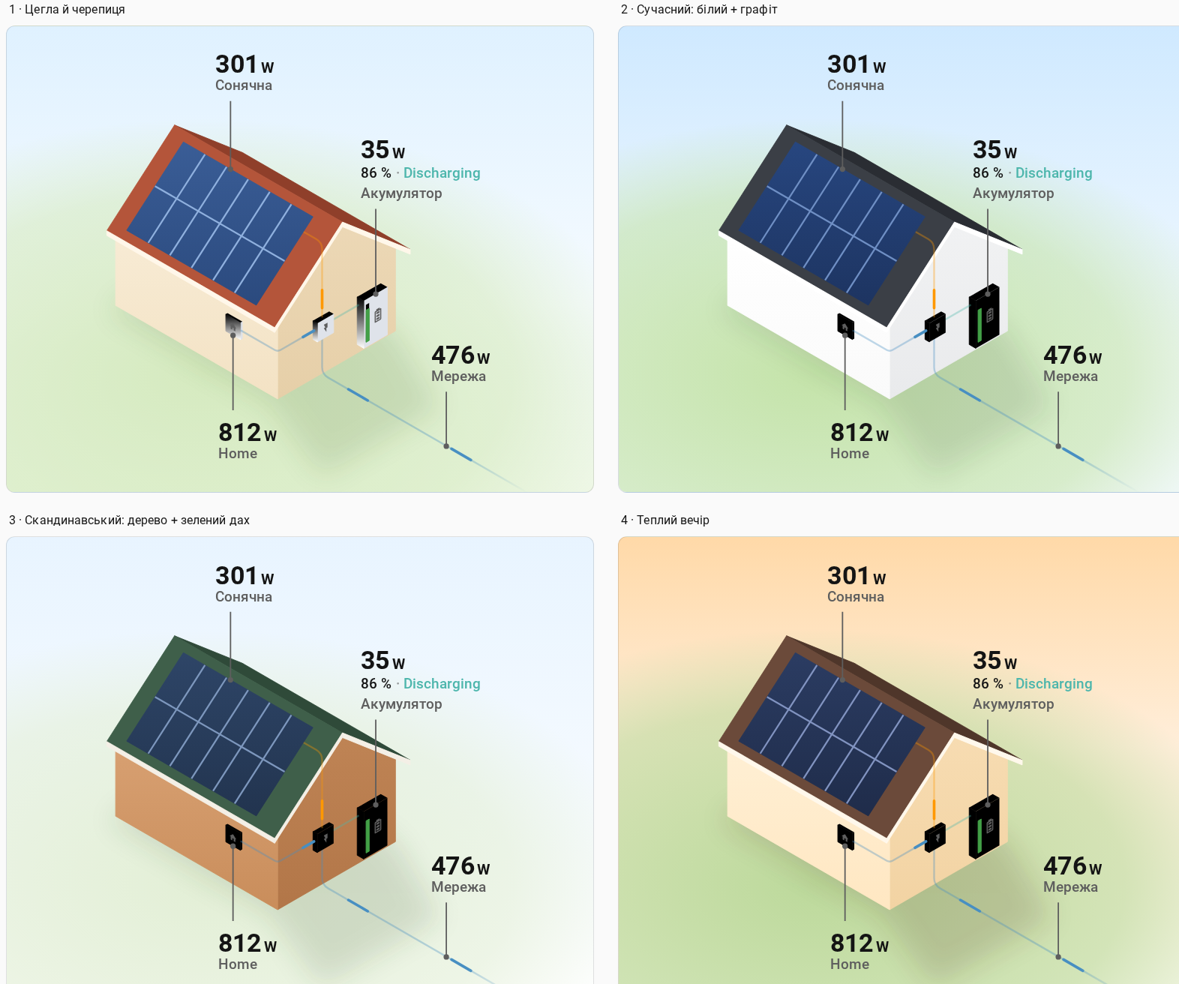 1 · Цегла й черепиця
301 W
Сонячна
35 W
86 % · Discharging
Акумулятор
476 W
Мережа
812 W
Home
2 · Сучасний: білий + графіт
301 W
Сонячна
35 W
86 % · Discharging
Акумулятор
476 W
Мережа
812 W
Home
3 · Скандинавський: дерево + зелений дах
301 W
Сонячна
35 W
86 % · Discharging
Акумулятор
476 W
Мережа
812 W
Home
4 · Теплий вечір
301 W
Сонячна
35 W
86 % · Discharging
Акумулятор
476 W
Мережа
812 W
Home